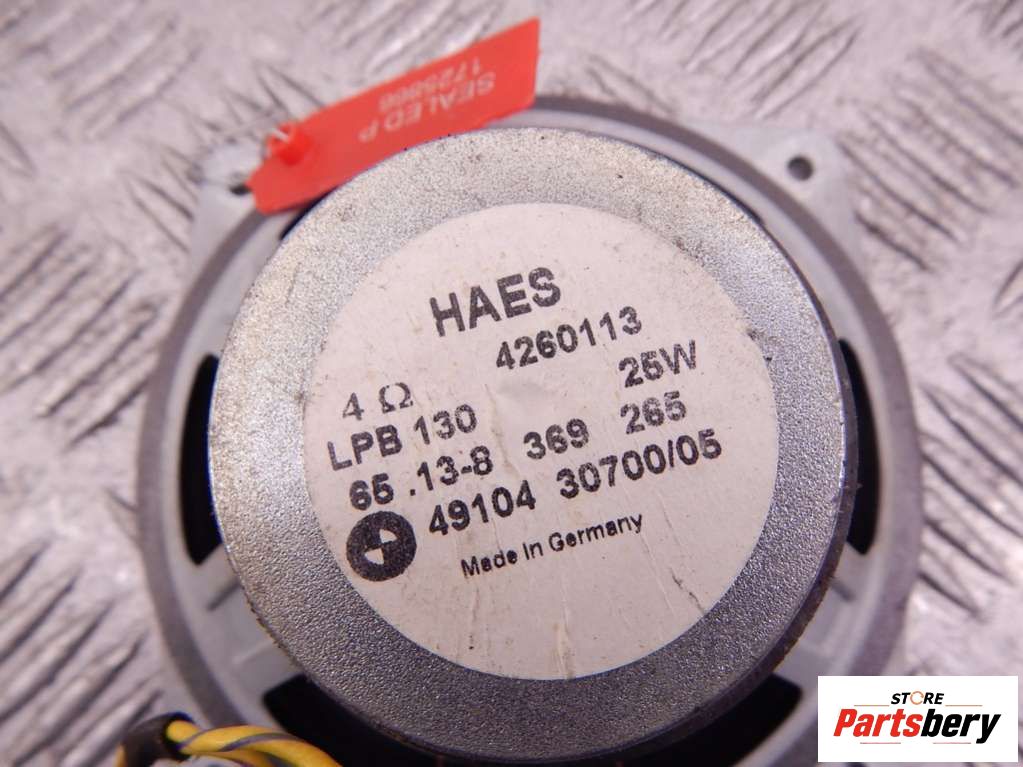 SEALED P
1725866
HAES
4260113
4 Ω 25W
LPB 130
65 .13-8 369 265
49104 30700/05
Made In Germany
STORE
Partsbery